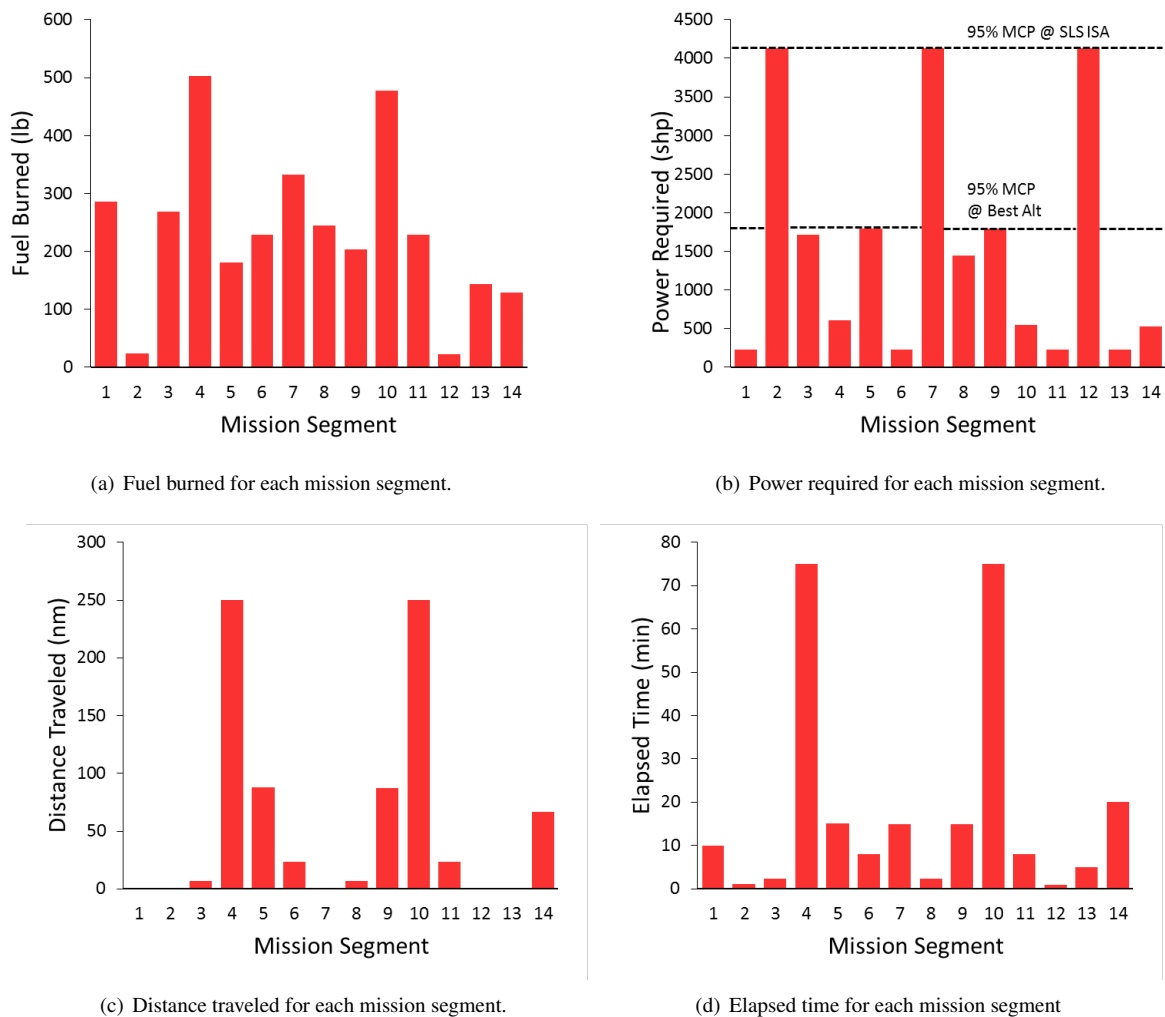 600
500
400
300
200
100
0
Fuel Burned (lb)
1 2 3 4 5 6 7 8 9 10 11 12 13 14
Mission Segment
(a) Fuel burned for each mission segment.
4500
4000
3500
3000
2500
2000
1500
1000
500
0
Power Required (shp)
95% MCP @ SLS ISA
95% MCP
@ Best Alt
1 2 3 4 5 6 7 8 9 10 11 12 13 14
Mission Segment
(b) Power required for each mission segment.
300
250
200
150
100
50
0
Distance Traveled (nm)
1 2 3 4 5 6 7 8 9 10 11 12 13 14
Mission Segment
(c) Distance traveled for each mission segment.
80
70
60
50
40
30
20
10
0
Elapsed Time (min)
1 2 3 4 5 6 7 8 9 10 11 12 13 14
Mission Segment
(d) Elapsed time for each mission segment